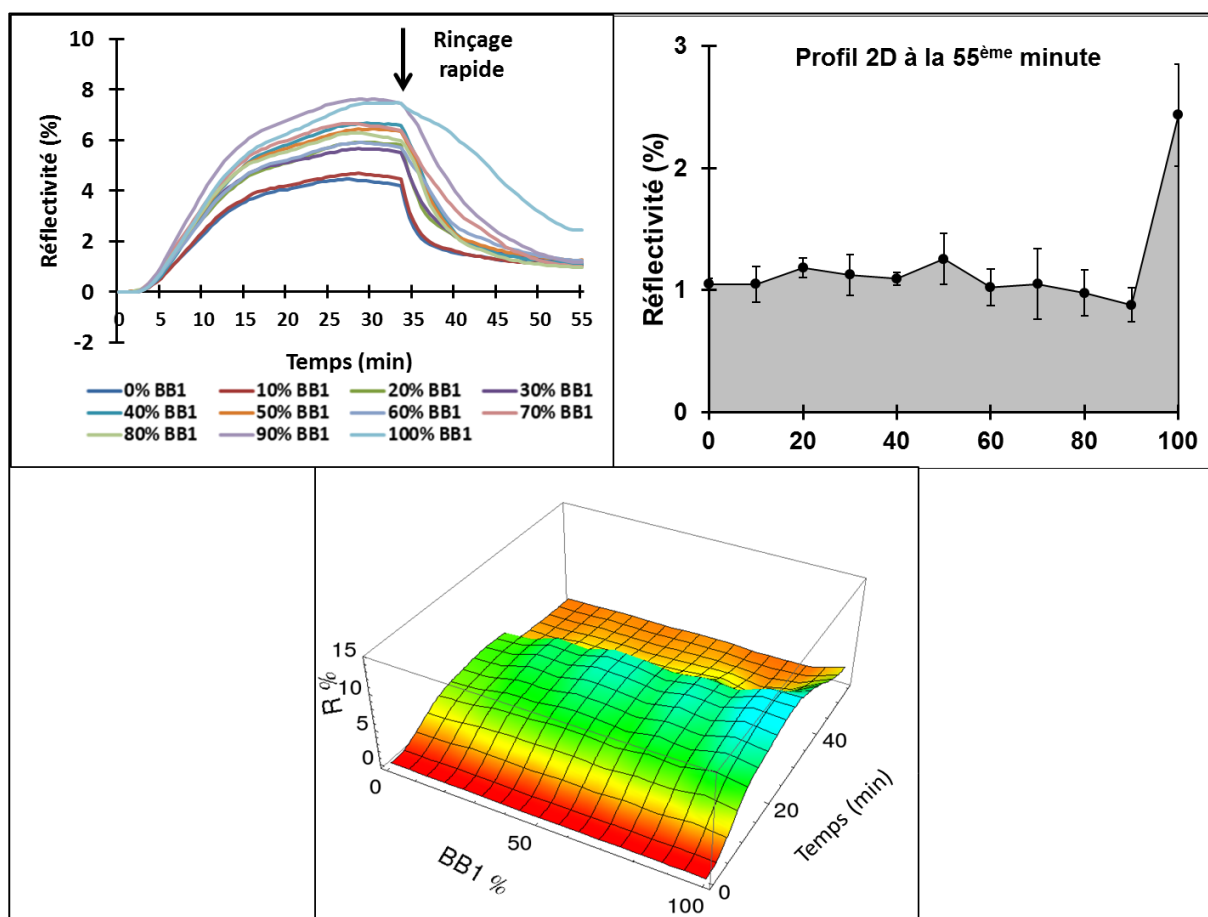 10
8
6
4
2
0
-2
Réflectivité (%)
Rinçage
rapide
0 5 10 15 20 25 30 35 40 45 50 55
Temps (min)
0% BB1 10% BB1 20% BB1 30% BB1
40% BB1 50% BB1 60% BB1 70% BB1
80% BB1 90% BB1 100% BB1
Profil 2D à la 55ème minute
3
2
1
0
Réflectivité (%)
0 20 40 60 80 100
15
10
5
0
R %
0
50
100
BB1 %
0
20
40
Temps (min)